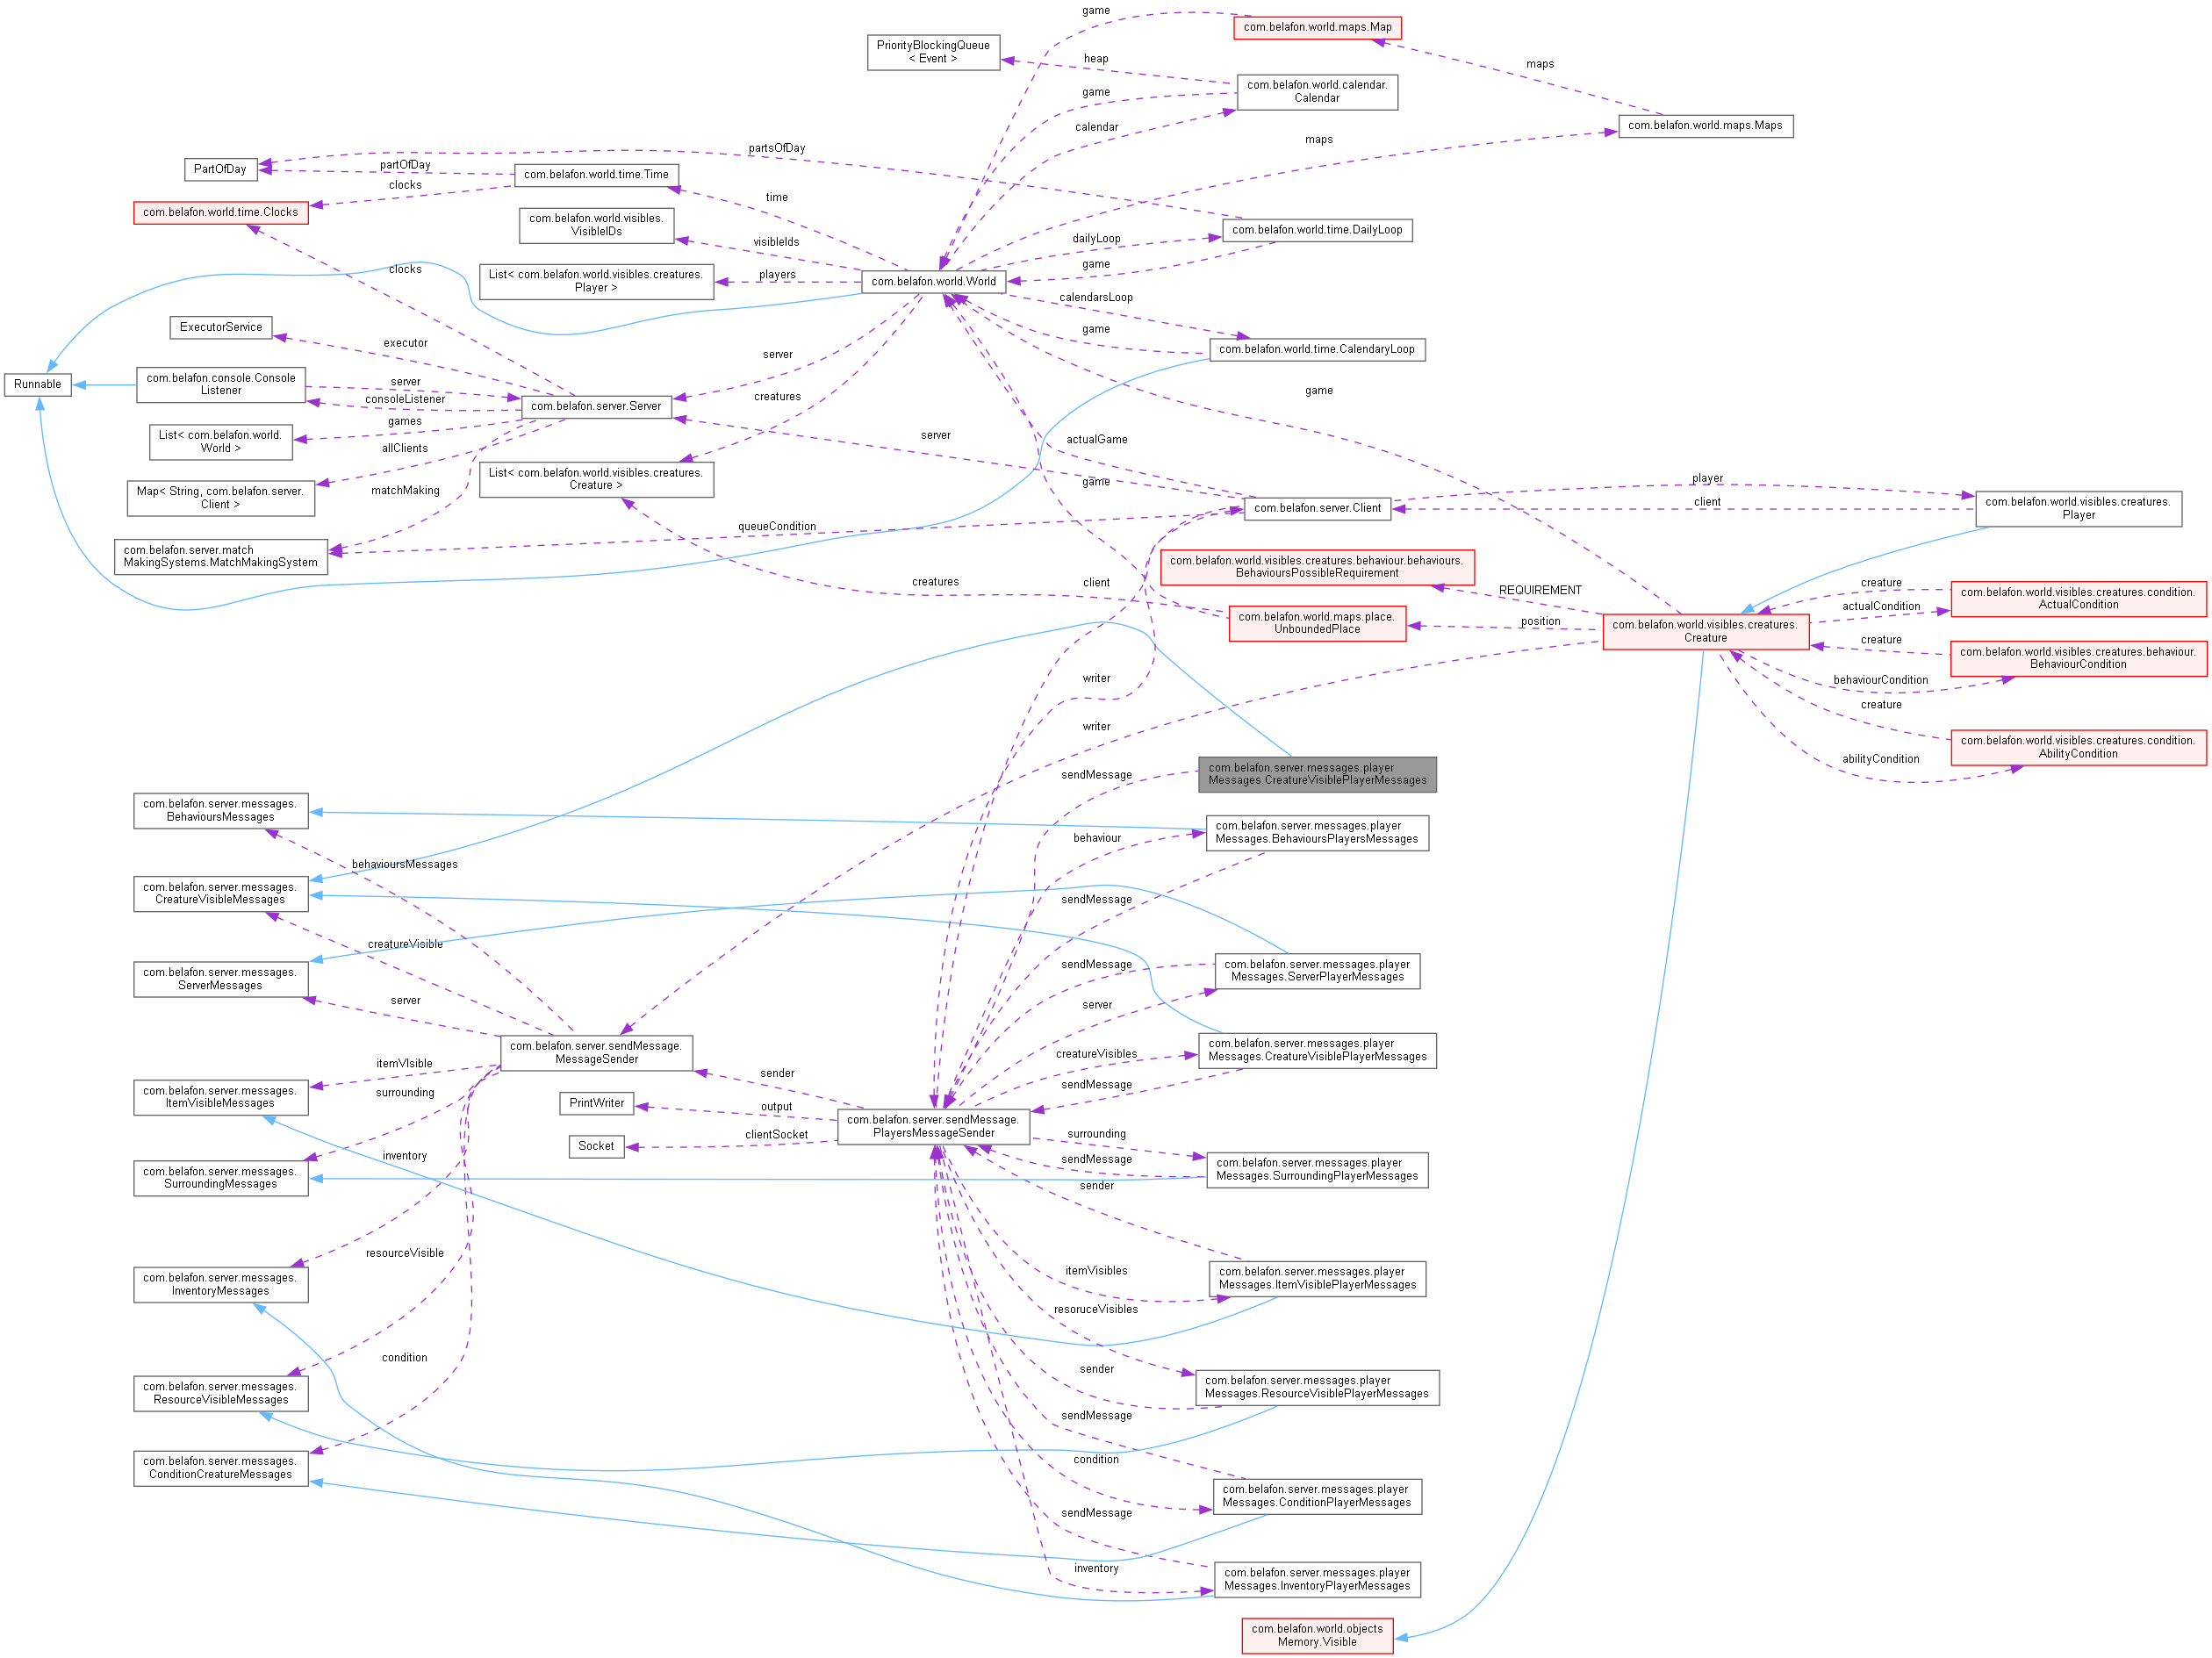 game
com.belafon.world.maps.Map
PriorityBlockingQueue
< Event >
heap
maps
com.belafon.world.calendar.
Calendar
game
calendar
com.belafon.world.maps.Maps
maps
partsOfDay
PartOfDay
partOfDay
com.belafon.world.time.Time
clocks
time
com.belafon.world.time.Clocks
com.belafon.world.visibles.
VisibleIDs
com.belafon.world.time.DailyLoop
dailyLoop
visibleIds
game
clocks
List< com.belafon.world.visibles.creatures.
Player >
players
com.belafon.world.World
calendarsLoop
ExecutorService
executor
game
server
com.belafon.world.time.CalendaryLoop
Runnable
com.belafon.console.Console
Listener
server
consoleListener
creatures
game
com.belafon.server.Server
games
List< com.belafon.world.
World >
server
actualGame
allClients
List< com.belafon.world.visibles.creatures.
Creature >
game
player
Map< String, com.belafon.server.
Client >
matchMaking
com.belafon.server.Client
client
com.belafon.world.visibles.creatures.
Player
queueCondition
com.belafon.server.match
MakingSystems.MatchMakingSystem
com.belafon.world.visibles.creatures.behaviour.behaviours.
BehavioursPossibleRequirement
creatures
client
REQUIREMENT
creature
com.belafon.world.visibles.creatures.condition.
ActualCondition
actualCondition
com.belafon.world.maps.place.
UnboundedPlace
position
com.belafon.world.visibles.creatures.
Creature
creature
com.belafon.world.visibles.creatures.behaviour.
BehaviourCondition
writer
behaviourCondition
creature
writer
com.belafon.world.visibles.creatures.condition.
AbilityCondition
abilityCondition
sendMessage
com.belafon.server.messages.player
Messages.CreatureVisiblePlayerMessages
com.belafon.server.messages.
BehavioursMessages
behaviour
com.belafon.server.messages.player
Messages.BehavioursPlayersMessages
behavioursMessages
com.belafon.server.messages.
CreatureVisibleMessages
sendMessage
creatureVisible
com.belafon.server.messages.
ServerMessages
sendMessage
com.belafon.server.messages.player
Messages.ServerPlayerMessages
server
server
com.belafon.server.sendMessage.
MessageSender
creatureVisibles
com.belafon.server.messages.player
Messages.CreatureVisiblePlayerMessages
itemVIsible
sender
sendMessage
com.belafon.server.messages.
ItemVisibleMessages
surrounding
PrintWriter
output
com.belafon.server.sendMessage.
PlayersMessageSender
Socket
clientSocket
surrounding
inventory
sendMessage
com.belafon.server.messages.
SurroundingMessages
com.belafon.server.messages.player
Messages.SurroundingPlayerMessages
sender
resourceVisible
itemVisibles
com.belafon.server.messages.
InventoryMessages
com.belafon.server.messages.player
Messages.ItemVisiblePlayerMessages
resoruceVisibles
condition
sender
com.belafon.server.messages.
ResourceVisibleMessages
com.belafon.server.messages.player
Messages.ResourceVisiblePlayerMessages
sendMessage
com.belafon.server.messages.
ConditionCreatureMessages
condition
com.belafon.server.messages.player
Messages.ConditionPlayerMessages
sendMessage
inventory
com.belafon.server.messages.player
Messages.InventoryPlayerMessages
com.belafon.world.objects
Memory.Visible